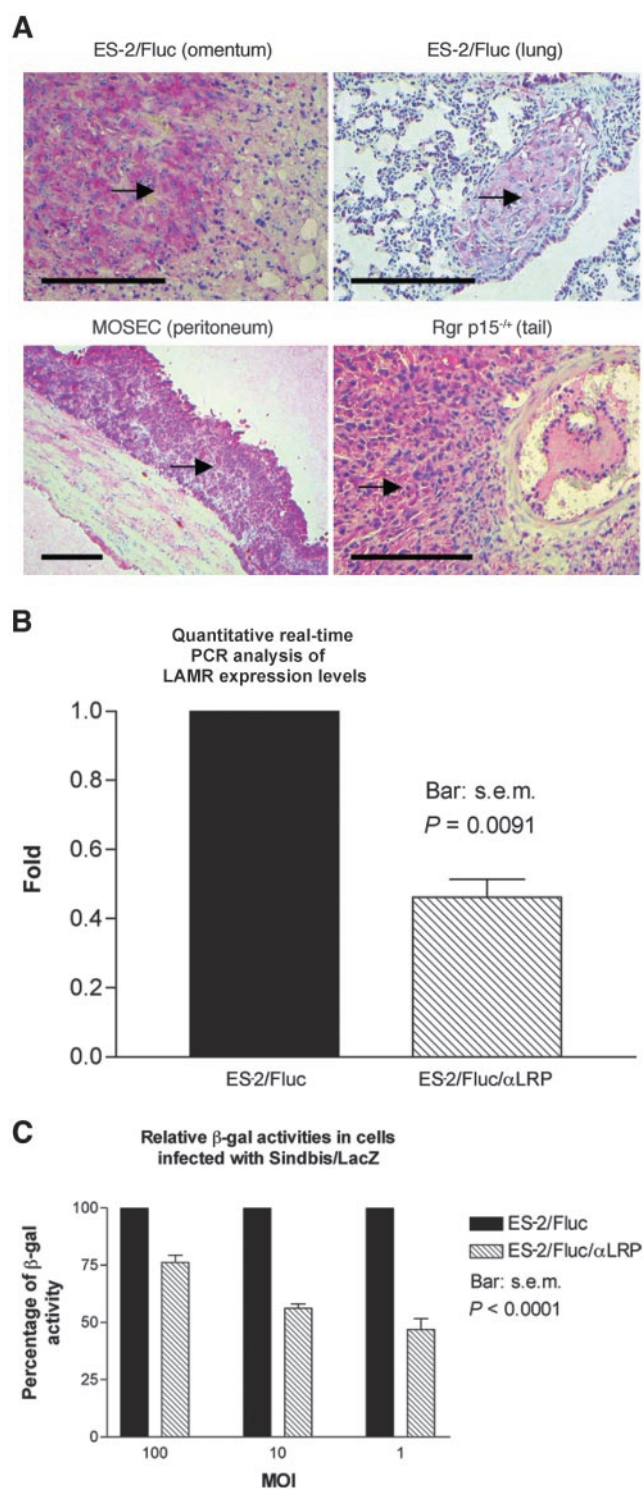 A
ES-2/Fluc (omentum)
ES-2/Fluc (lung)
MOSEC (peritoneum)
Rgr p15-/+ (tail)
B
Quantitative real-time
PCR analysis of
LAMR expression levels
Fold
1.0
0.8
0.6
0.4
0.2
0.0
Bar: s.e.m.
P = 0.0091
ES-2/Fluc
ES-2/Fluc/αLRP
C
Relative β-gal activities in cells
infected with Sindbis/LacZ
Percentage of β-gal
activity
100
75
50
25
0
100
10
1
MOI
ES-2/Fluc
ES-2/Fluc/αLRP
Bar: s.e.m.
P < 0.0001